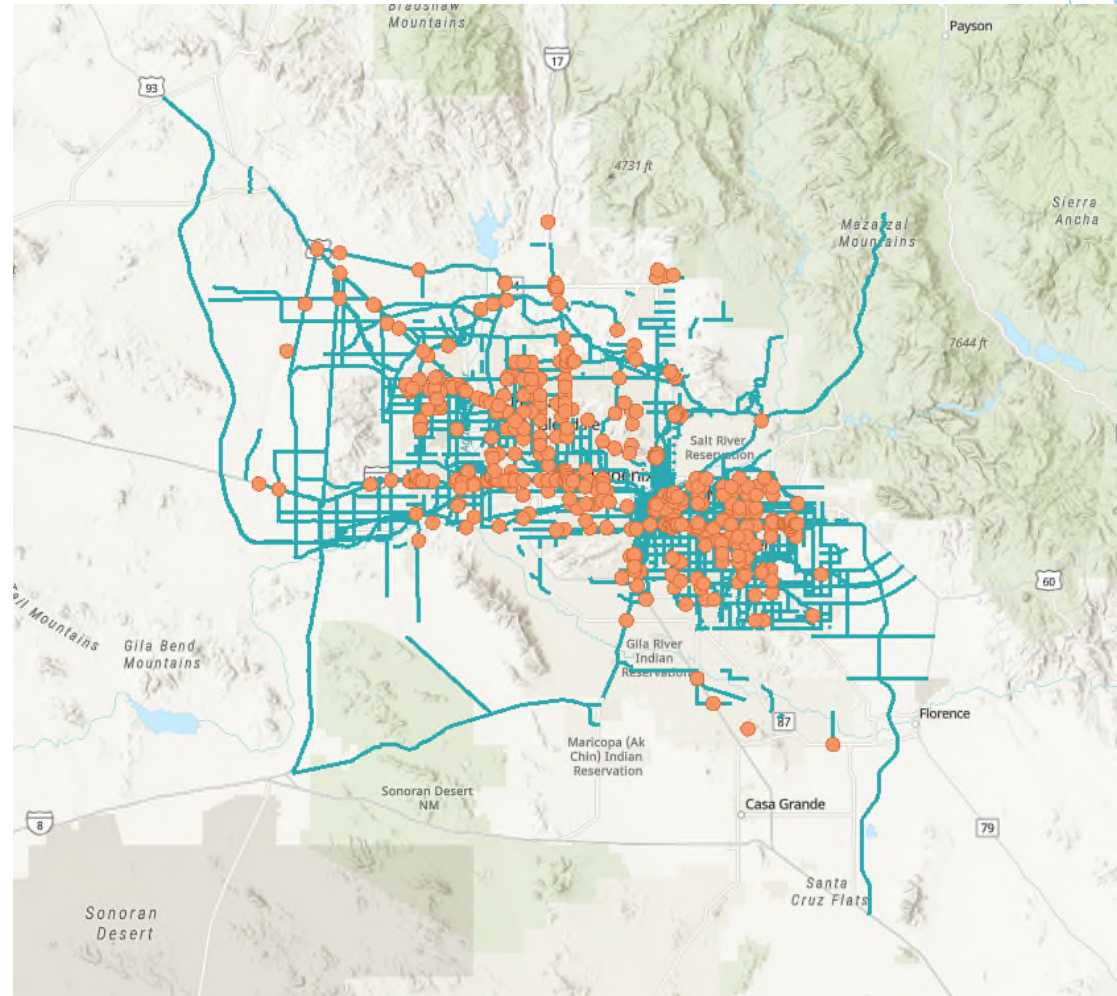 Mountains
Payson
17
93
4731 ft
Sierra
Ancha
Mazatzal
Mountains
7644 ft
Salt River
Reservation
60
Mountains
Gila Bend
Mountains
Gila River
Indian
Reservation
Florence
87
Maricopa (Ak
Chin) Indian
Reservation
Sonoran Desert
NM
Casa Grande
8
79
Santa
Cruz Flats
Sonoran
Desert